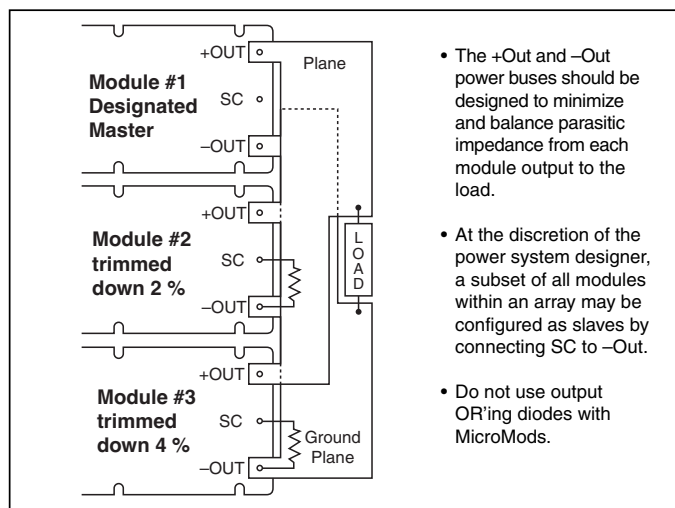 +OUT
Plane
Module #1
Designated
Master
SC
–OUT
+OUT
Module #2
trimmed
down 2 %
SC
–OUT
LOAD
+OUT
Module #3
trimmed
down 4 %
SC
Ground
Plane
–OUT
• The +Out and –Out
power buses should be
designed to minimize
and balance parasitic
impedance from each
module output to the
load.
• At the discretion of the
power system designer,
a subset of all modules
within an array may be
configured as slaves by
connecting SC to –Out.
• Do not use output
OR'ing diodes with
MicroMods.